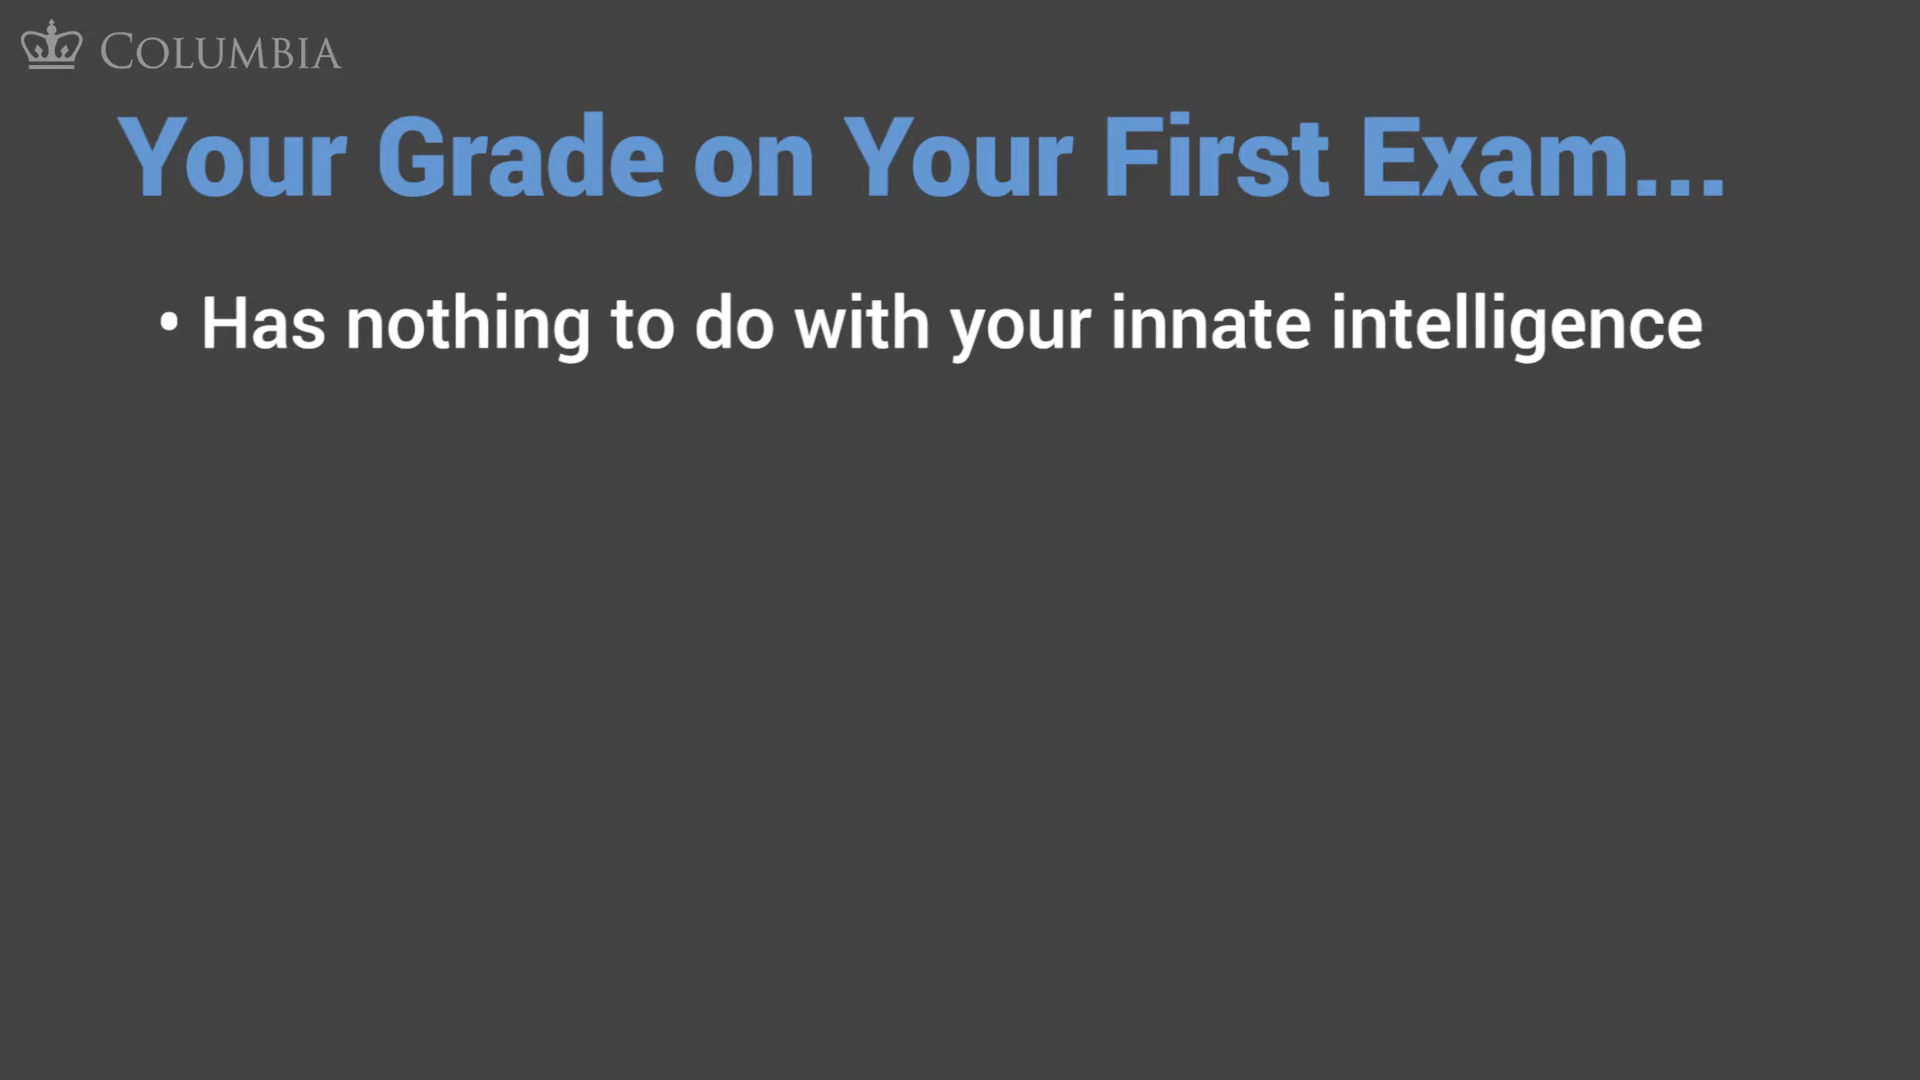 COLUMBIA
Your Grade on Your First Exam...
• Has nothing to do with your innate intelligence